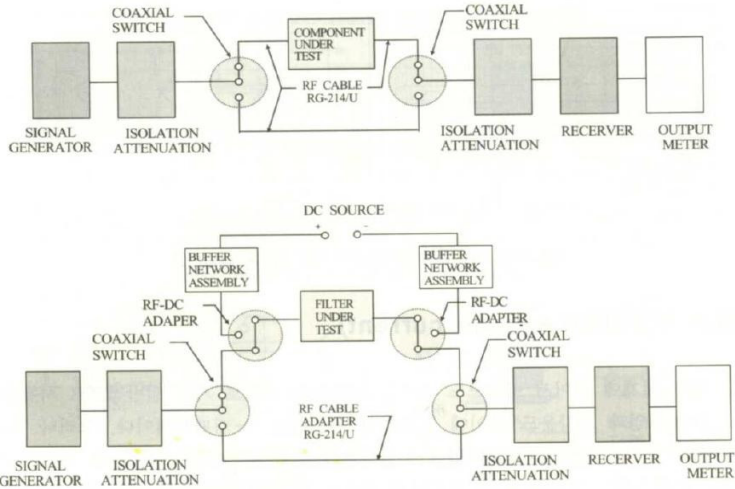 COAXIAL
SWITCH
COMPONENT
UNDER
TEST
COAXIAL
SWITCH
RF CABLE
RG-214/U
SIGNAL
GENERATOR
ISOLATION
ATTENUATION
ISOLATION
ATTENUATION
RECERVER
OUTPUT
METER
DC SOURCE
+
−
BUFFER
NETWORK
ASSEMBLY
BUFFER
NETWORK
ASSEMBLY
RF-DC
ADAPER
FILTER
UNDER
TEST
RF-DC
ADAPTER
COAXIAL
SWITCH
COAXIAL
SWITCH
RF CABLE
ADAPTER
RG-214/U
SIGNAL
GENERATOR
ISOLATION
ATTENUATION
ISOLATION
ATTENUATION
RECEIVER
OUTPUT
METER